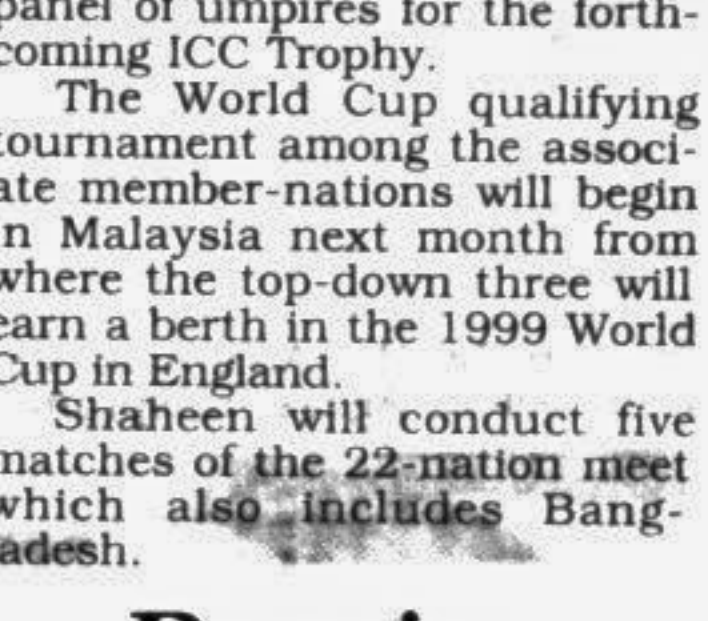 panel of umpires for the forth-
coming ICC Trophy.
The World Cup qualifying
tournament among the associ-
ate member-nations will begin
in Malaysia next month from
where the top-down three will
earn a berth in the 1999 World
Cup in England.
Shaheen will conduct five
matches of the 22-nation meet
which also includes Bang-
adesh.